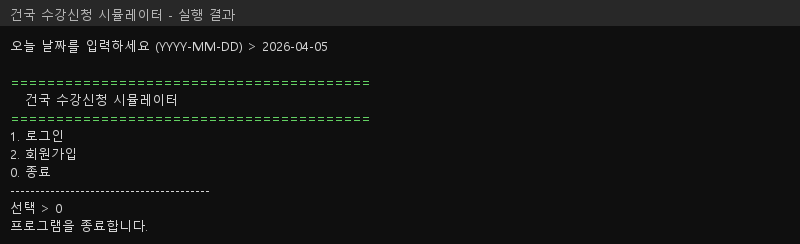 건국 수강신청 시뮬레이터 - 실행 결과
오늘 날짜를 입력하세요 (YYYY-MM-DD) > 2026-04-05
========================================
건국 수강신청 시뮬레이터
========================================
1. 로그인
2. 회원가입
0. 종료
----------------------------------------
선택 > 0
프로그램을 종료합니다.